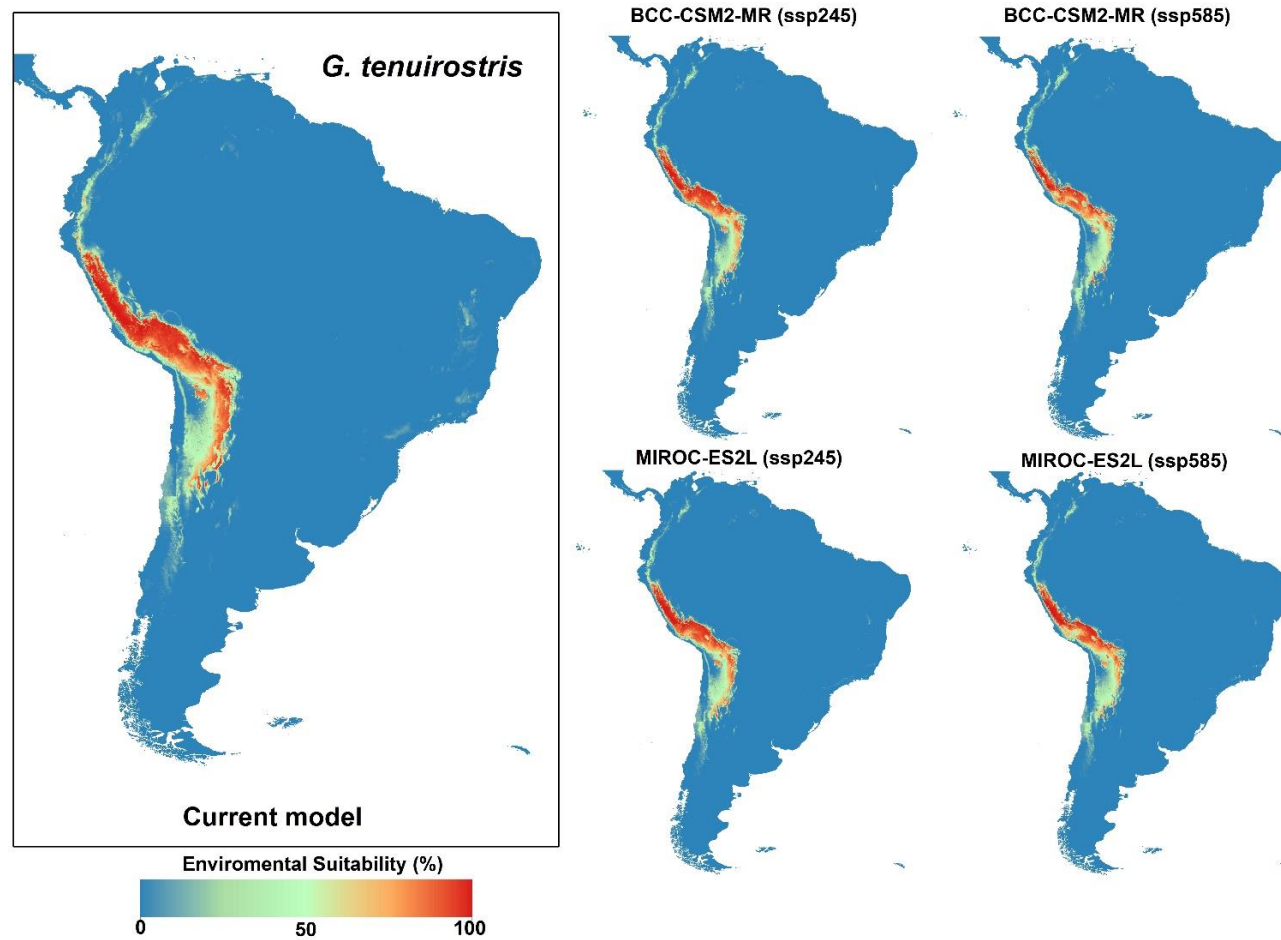 G. tenuirostris
Current model
Enviromental Suitability (%)
0
50
100
BCC-CSM2-MR (ssp245)
BCC-CSM2-MR (ssp585)
MIROC-ES2L (ssp245)
MIROC-ES2L (ssp585)